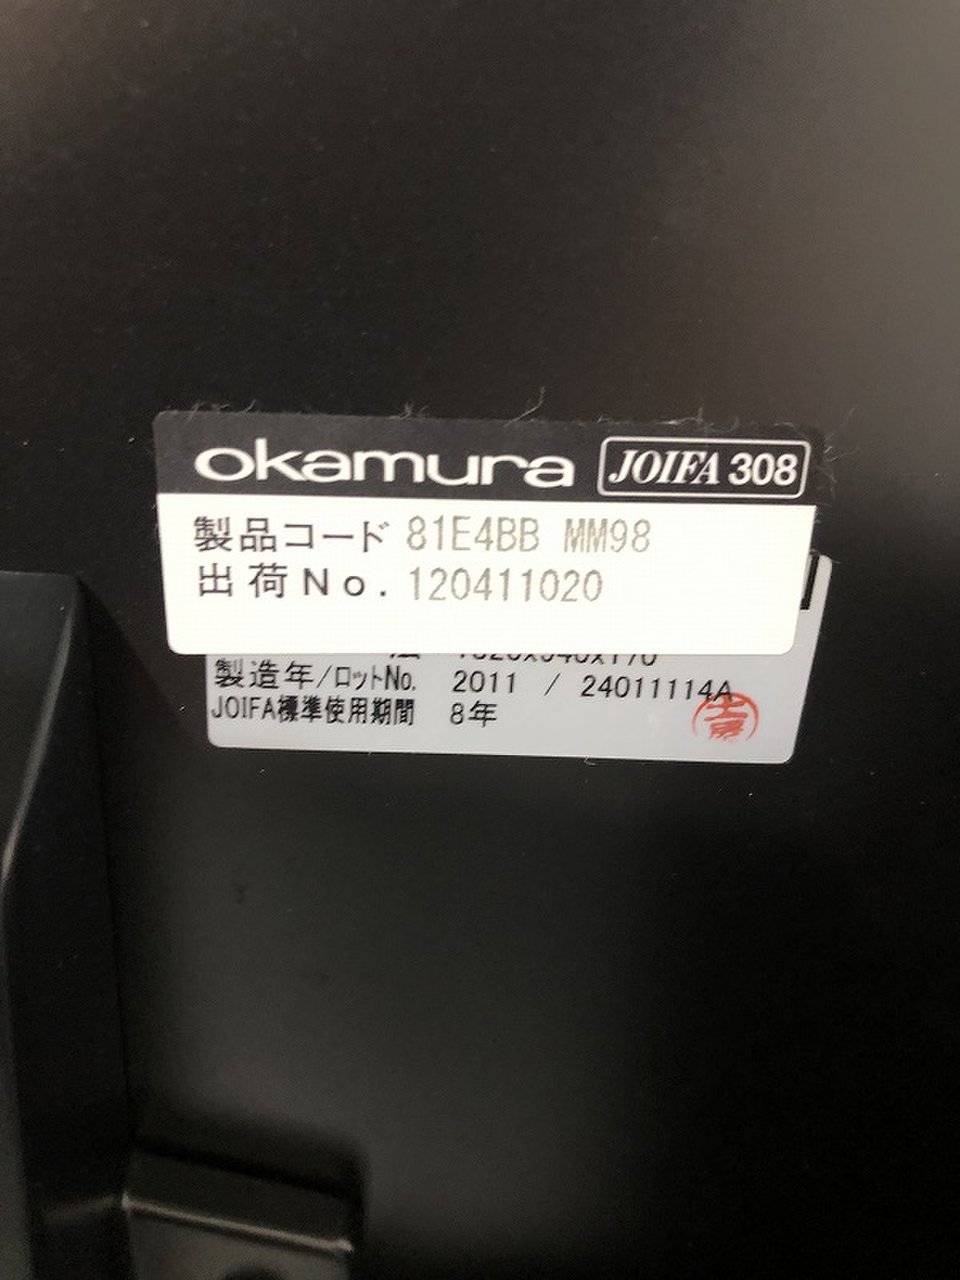 okamura JOIFA 308
製品コード 81E4BB MM98
出荷No. 120411020
製造年/ロットNo. 2011 / 24011114A
JOIFA標準使用期間 8年